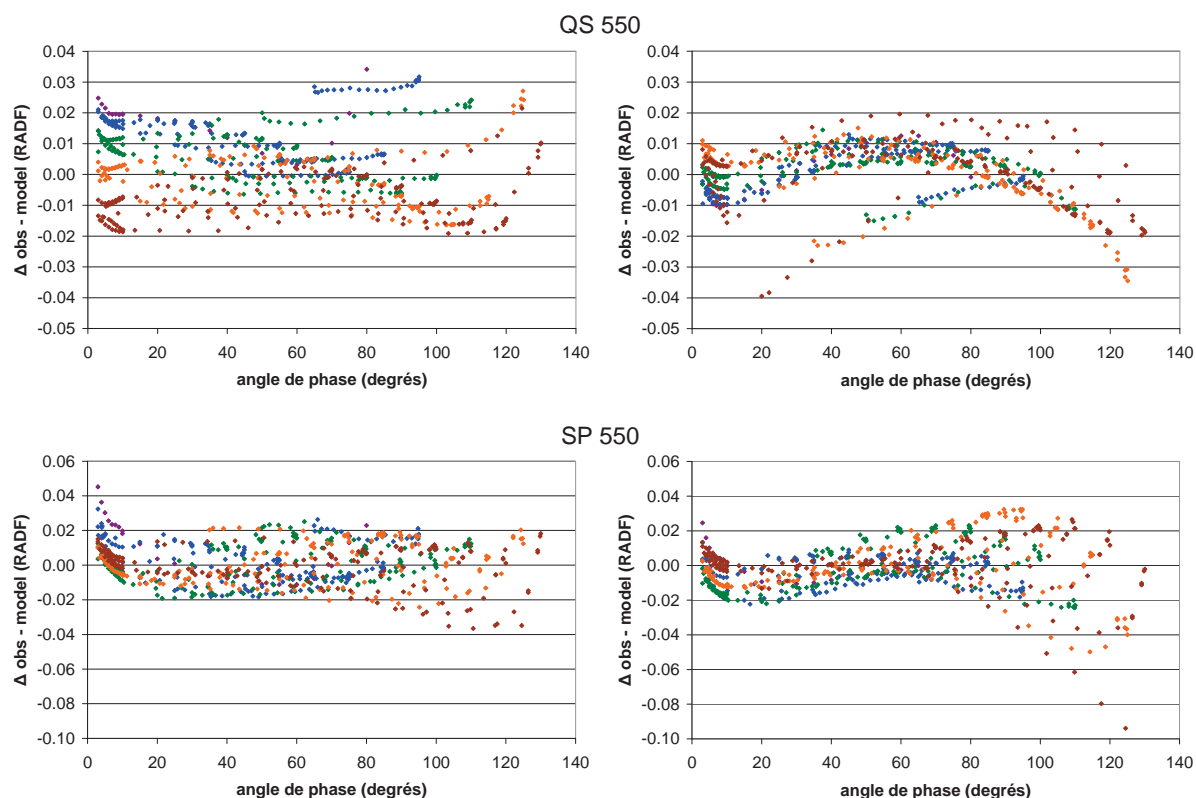 QS 550
0.04
0.03
0.02
0.01
0.00
-0.01
-0.02
-0.03
-0.04
-0.05
Δ obs - model (RADF)
0 20 40 60 80 100 120 140
angle de phase (degrés)
0.04
0.03
0.02
0.01
0.00
-0.01
-0.02
-0.03
-0.04
-0.05
Δ obs - model (RADF)
0 20 40 60 80 100 120 140
angle de phase (degrés)
SP 550
0.06
0.04
0.02
0.00
-0.02
-0.04
-0.06
-0.08
-0.10
Δ obs - model (RADF)
0 20 40 60 80 100 120 140
angle de phase (degrés)
0.06
0.04
0.02
0.00
-0.02
-0.04
-0.06
-0.08
-0.10
Δ obs - model (RADF)
0 20 40 60 80 100 120 140
angle de phase (degrés)